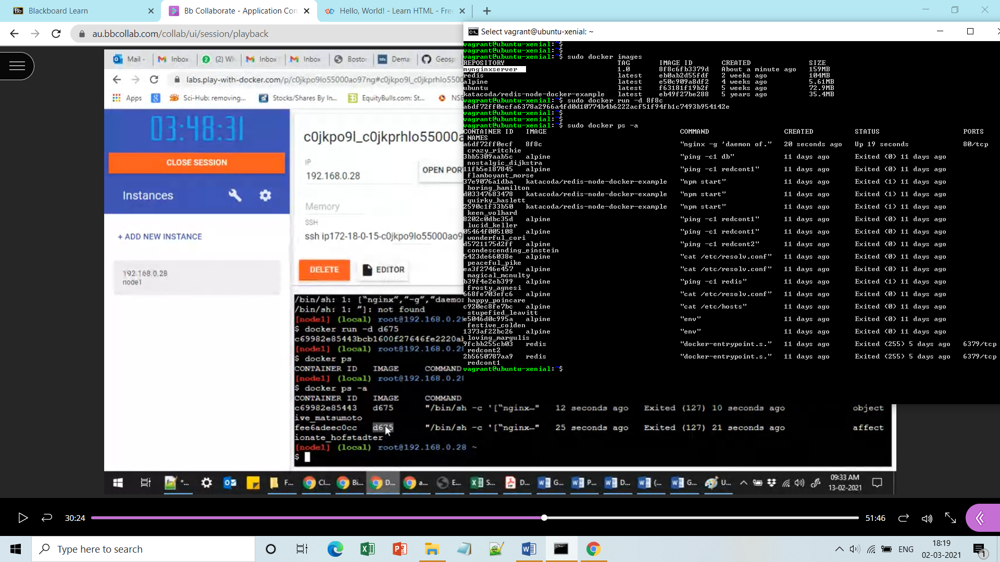 Blackboard Learn
Bb Collaborate - Application Con
Hello, World! - Learn HTML - Free
au.bbcollab.com/collab/ui/session/playback
Mail -
Inbox
(2) Wh
Inbox
Inbox
Bostor
Dema
Geosp
labs.play-with-docker.com/p/c0jkpo9lo55000ao97ng#c0jkpo9l_c0jkprhlo5500
Apps
Sci-Hub: removing...
Stocks/Shares By In...
EquityBulls.com: St...
NSE
03:48:31
CLOSE SESSION
Instances
+ ADD NEW INSTANCE
192.168.0.28
node1
c0jkpo9l_c0jkprhlo55000a
IP
192.168.0.28
OPEN POR
Memory
SSH
ssh ip172-18-0-15-c0jkpo9lo55000ao9
DELETE
EDITOR
/bin/sh: 1: [“nginx”,“-g”,“daemon
/bin/sh: 1: “]: not found
[node1] (local) root@192.168.0.28
$ docker run -d d675
c69982e85443bcb1600f27646fe2220ab
[node1] (local) root@192.168.0.28
$ docker ps
CONTAINER ID IMAGE COMMAND
[node1] (local) root@192.168.0.28
$ docker ps -a
CONTAINER ID IMAGE COMMAND
c69982e85443 d675 "/bin/sh -c '[“nginx…" 12 seconds ago Exited (127) 10 seconds ago object
ive_matsumoto
fee6adeec0cc d675 "/bin/sh -c '[“nginx…" 25 seconds ago Exited (127) 21 seconds ago affect
ionate_hofstadter
[node1] (local) root@192.168.0.28 ~
$
Select vagrant@ubuntu-xenial: ~
vagrant@ubuntu-xenial:~$
vagrant@ubuntu-xenial:~$
vagrant@ubuntu-xenial:~$ sudo docker images
REPOSITORY TAG IMAGE ID CREATED SIZE
mynginxserver 1.0 8f8c6fb3379d About a minute ago 159MB
redis latest eb0ab2d55fdf 2 weeks ago 104MB
alpine latest e50c909a8df2 4 weeks ago 5.61MB
ubuntu latest f63181f19b2f 5 weeks ago 72.9MB
katacoda/redis-node-docker-example latest eb49f27be288 5 years ago 35.4MB
vagrant@ubuntu-xenial:~$ sudo docker run -d 8f8c
a6df72ff0ecfa6378a2966a4fd0d10774b4b6222acf51f94fb1c7493b954142e
vagrant@ubuntu-xenial:~$
vagrant@ubuntu-xenial:~$
vagrant@ubuntu-xenial:~$ sudo docker ps -a
CONTAINER ID IMAGE COMMAND CREATED STATUS PORTS
NAMES
a6df72ff0ecf 8f8c "nginx -g 'daemon of." 20 seconds ago Up 19 seconds 80/tcp
crazy_ritchie
3bb5309aab5c alpine "ping -c1 db" 11 days ago Exited (0) 11 days ago
nostalgic_dijkstra
11fb5e187845 alpine "ping -c1 redcont1" 11 days ago Exited (0) 11 days ago
flamboyant_morse
37e9076a1dba katacoda/redis-node-docker-example "npm start" 11 days ago Exited (1) 11 days ago
boring_hamilton
d03347683478 katacoda/redis-node-docker-example "npm start" 11 days ago Exited (1) 11 days ago
quirky_haslett
2590c1f33b50 katacoda/redis-node-docker-example "npm start" 11 days ago Exited (1) 11 days ago
keen_volhard
8202c0dbc35d alpine "ping -c1 redcont1" 11 days ago Exited (0) 11 days ago
lucid_keller
05464f005108 alpine "ping -c1 redcont1" 11 days ago Exited (0) 11 days ago
wonderful_cori
d5721175d2ff alpine "ping -c1 redcont2" 11 days ago Exited (0) 11 days ago
condescending_einstein
5423de66038e alpine "cat /etc/resolv.conf" 11 days ago Exited (0) 11 days ago
peaceful_pike
ea3f2746e457 alpine "cat /etc/resolv.conf" 11 days ago Exited (0) 11 days ago
magical_mcnulty
b39f4e2eb399 alpine "ping -c1 redis" 11 days ago Exited (1) 11 days ago
frosty_agnesi
668fe703efc6 alpine "cat /etc/resolv.conf" 11 days ago Exited (0) 11 days ago
happy_poincare
c920ec8fe7bc alpine "cat /etc/hosts" 11 days ago Exited (0) 11 days ago
stupefied_leavitt
e5046d0c995a alpine "env" 11 days ago Exited (0) 11 days ago
festive_colden
1373af22bc26 alpine "env" 11 days ago Exited (0) 11 days ago
loving_margulis
9fcbb255cb03 redis "docker-entrypoint.s." 11 days ago Exited (255) 5 days ago 6379/tcp
redcont2
2b5650787aa9 redis "docker-entrypoint.s." 11 days ago Exited (255) 5 days ago 6379/tcp
redcont1
vagrant@ubuntu-xenial:~$
F...
Cl...
Bi...
D...
a...
E...
S...
D...
G...
P...
D...
(...
G...
U...
09:33 AM
13-02-2021
30:24
51:46
Type here to search
ENG
18:19
02-03-2021
1